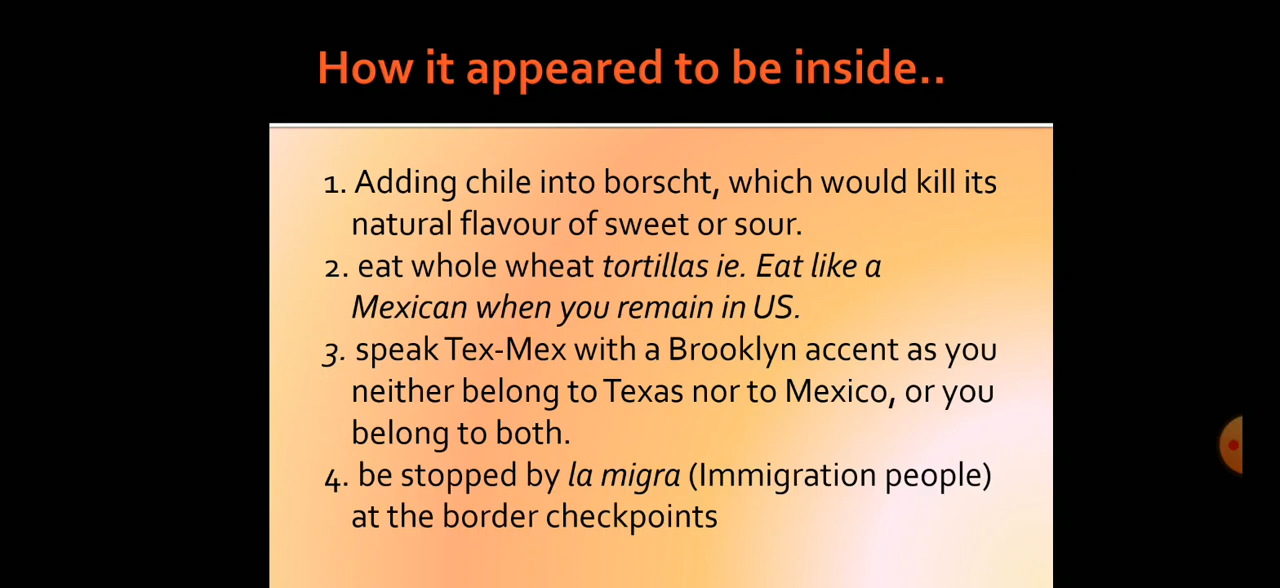 How it appeared to be inside..
1. Adding chile into borscht, which would kill its
natural flavour of sweet or sour.
2. eat whole wheat tortillas ie. Eat like a
Mexican when you remain in US.
3. speak Tex-Mex with a Brooklyn accent as you
neither belong to Texas nor to Mexico, or you
belong to both.
4. be stopped by la migra (Immigration people)
at the border checkpoints